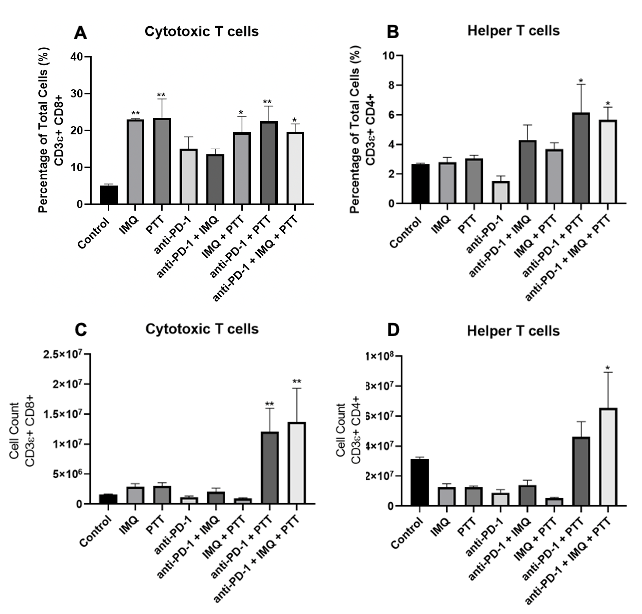 A
Cytotoxic T cells
Percentage of Total Cells (%)
CD3ε+ CD8+
40
30
20
10
0
** ** * ** *
Control
IMQ
PTT
anti-PD-1
anti-PD-1 + IMQ
IMQ + PTT
anti-PD-1 + PTT
anti-PD-1 + IMQ + PTT
B
Helper T cells
Percentage of Total Cells (%)
CD3ε+ CD4+
10
8
6
4
2
0
* *
Control
IMQ
PTT
anti-PD-1
anti-PD-1 + IMQ
IMQ + PTT
anti-PD-1 + PTT
anti-PD-1 + IMQ + PTT
C
Cytotoxic T cells
Cell Count
CD3ε+ CD8+
2.5×10⁷
2×10⁷
1.5×10⁷
1×10⁷
5×10⁶
0
** **
Control
IMQ
PTT
anti-PD-1
anti-PD-1 + IMQ
IMQ + PTT
anti-PD-1 + PTT
anti-PD-1 + IMQ + PTT
D
Helper T cells
Cell Count
CD3ε+ CD4+
1×10⁸
8×10⁷
6×10⁷
4×10⁷
2×10⁷
0
*
Control
IMQ
PTT
anti-PD-1
anti-PD-1 + IMQ
IMQ + PTT
anti-PD-1 + PTT
anti-PD-1 + IMQ + PTT